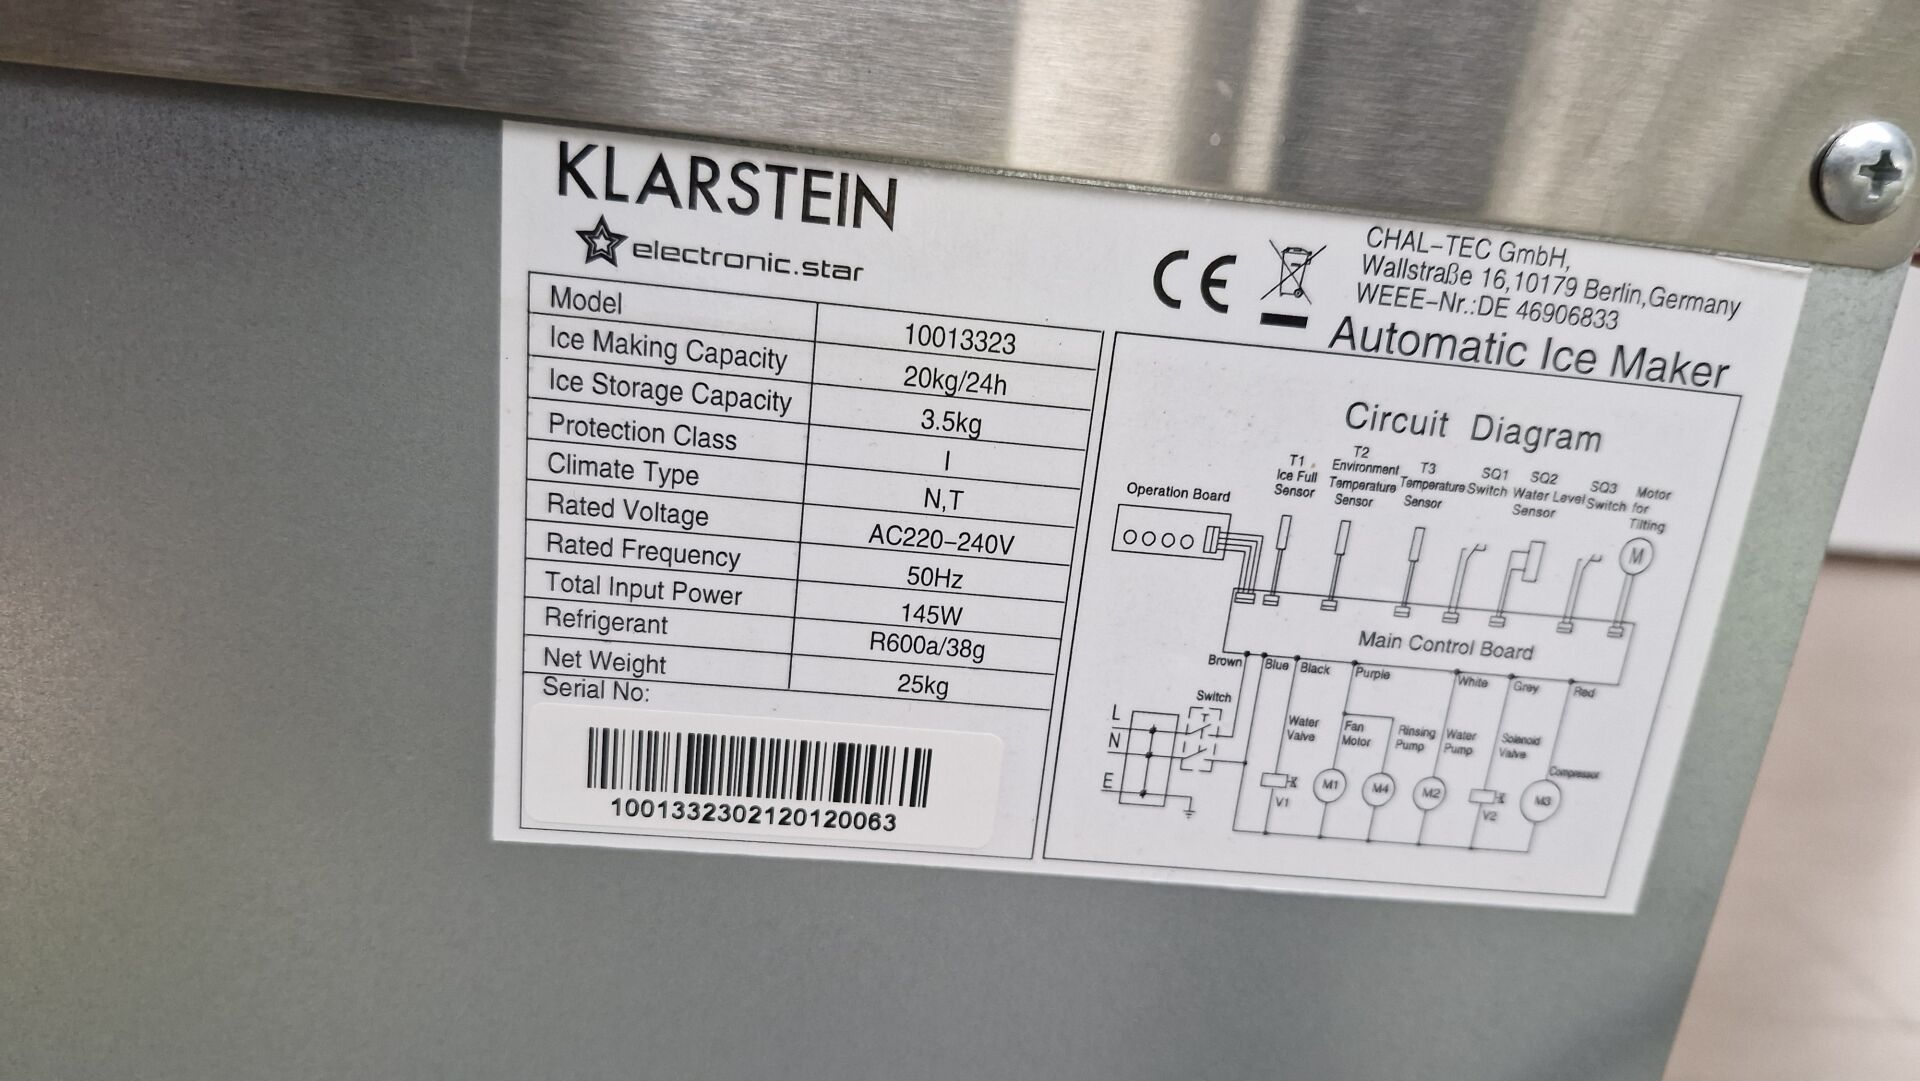 KLARSTEIN
electronic.star
CE
CHAL-TEC GmbH,
Wallstraße 16,10179 Berlin,Germany
WEEE-Nr.:DE 46906833
Automatic Ice Maker
Model 10013323
Ice Making Capacity 20kg/24h
Ice Storage Capacity 3.5kg
Protection Class I
Climate Type N,T
Rated Voltage AC220-240V
Rated Frequency 50Hz
Total Input Power 145W
Refrigerant R600a/38g
Net Weight 25kg
Serial No:
1001332302120120063
Circuit Diagram
Operation Board
T1
Ice Full
Sensor
T2
Environment
Temperature
Sensor
T3
Temperature
Sensor
SQ1
Switch
SQ2
Water Level
Sensor
SQ3
Switch
Motor
for
Tilting
M
Main Control Board
Brown Blue Black Purple White Grey Red
Switch
L
N
E
Water
Valve
Fan
Motor
Rinsing
Pump
Water
Pump
Solenoid
Valve
Compressor
V1 M1 M4 M2 V2 M3